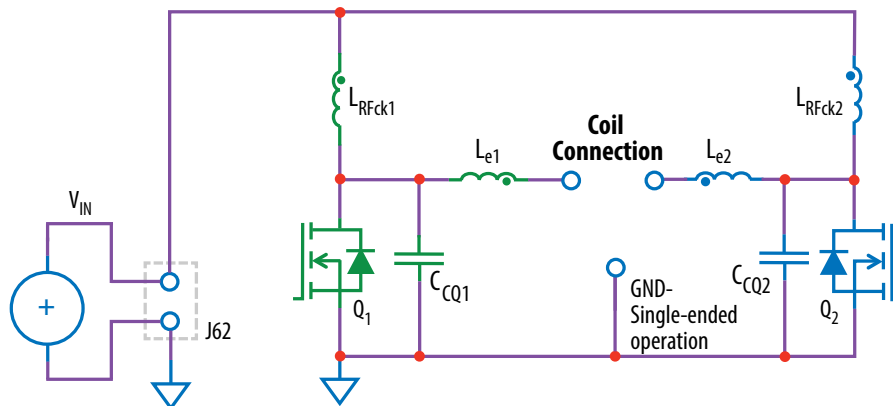 L_RFck1
L_RFck2
Coil
Connection
L_e1
L_e2
V_IN
+
J62
Q_1
C_CQ1
GND-
Single-ended
operation
C_CQ2
Q_2